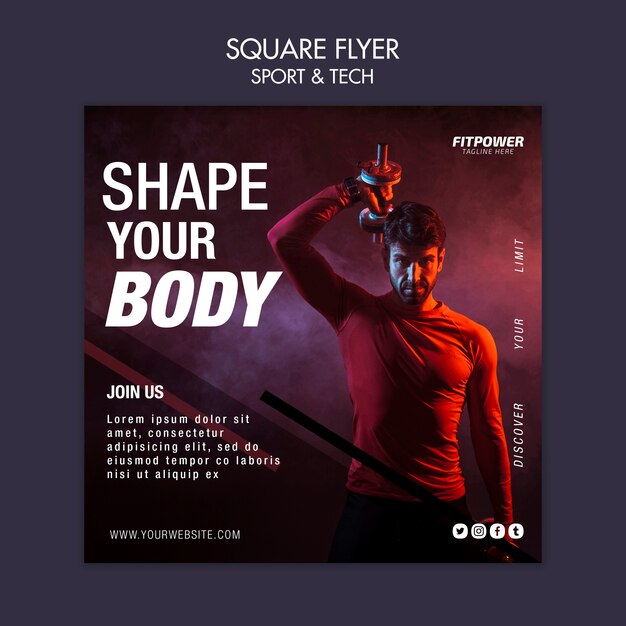 SQUARE FLYER
SPORT & TECH
FITPOWER
TAGLINE HERE
SHAPE
YOUR
BODY
DISCOVER YOUR LIMIT
JOIN US
Lorem ipsum dolor sit
amet, consectetur
adipisicing elit, sed do
eiusmod tempor co laboris
nisi ut aliquip ex
WWW.YOURWEBSITE.COM